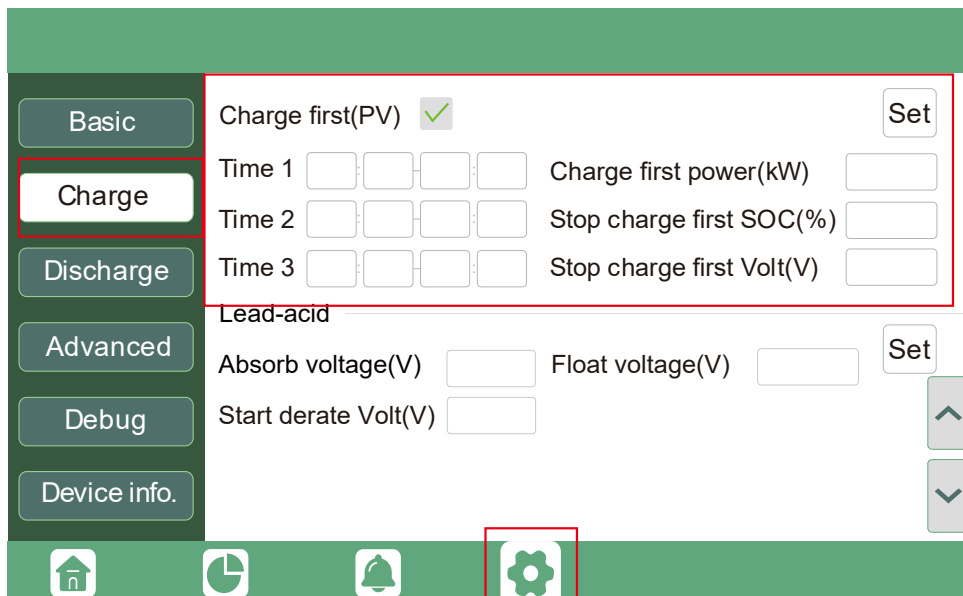 Basic
Charge
Discharge
Advanced
Debug
Device info.
Charge first(PV)
Set
Time 1 : - :
Charge first power(kW)
Time 2 : - :
Stop charge first SOC(%)
Time 3 : - :
Stop charge first Volt(V)
Lead-acid
Absorb voltage(V)
Float voltage(V)
Set
Start derate Volt(V)